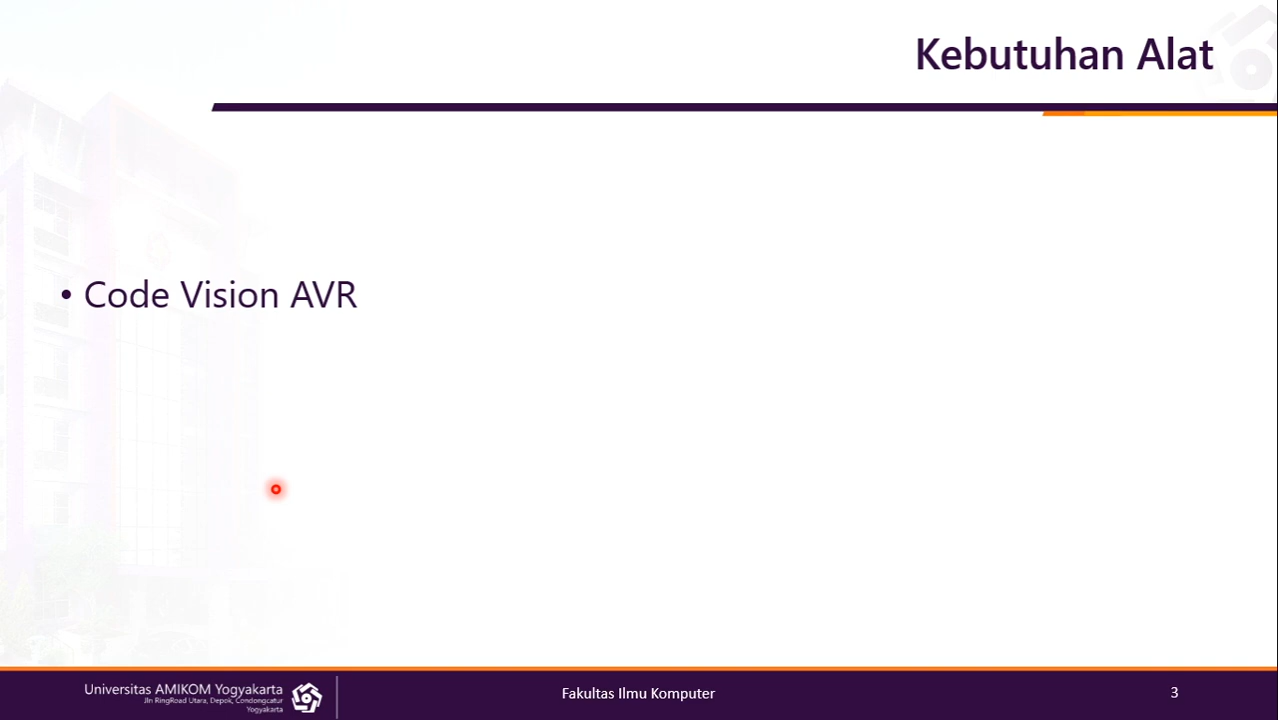 Kebutuhan Alat
• Code Vision AVR
Universitas AMIKOM Yogyakarta
Jln RingRoad Utara, Depok, Condongcatur
Yogyakarta
Fakultas Ilmu Komputer
3